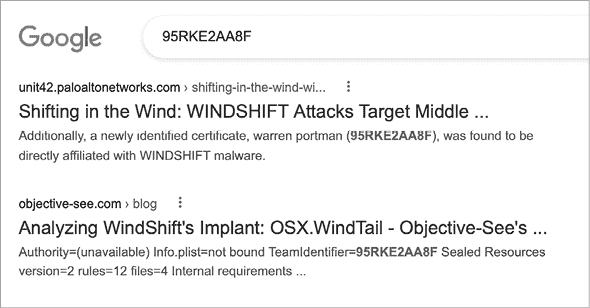 Google
95RKE2AA8F
unit42.paloaltonetworks.com › shifting-in-the-wind-wi...
Shifting in the Wind: WINDSHIFT Attacks Target Middle ...
Additionally, a newly identified certificate, warren portman (95RKE2AA8F), was found to be
directly affiliated with WINDSHIFT malware.
objective-see.com › blog
Analyzing WindShift's Implant: OSX.WindTail - Objective-See's ...
Authority=(unavailable) Info.plist=not bound TeamIdentifier=95RKE2AA8F Sealed Resources
version=2 rules=12 files=4 Internal requirements ...